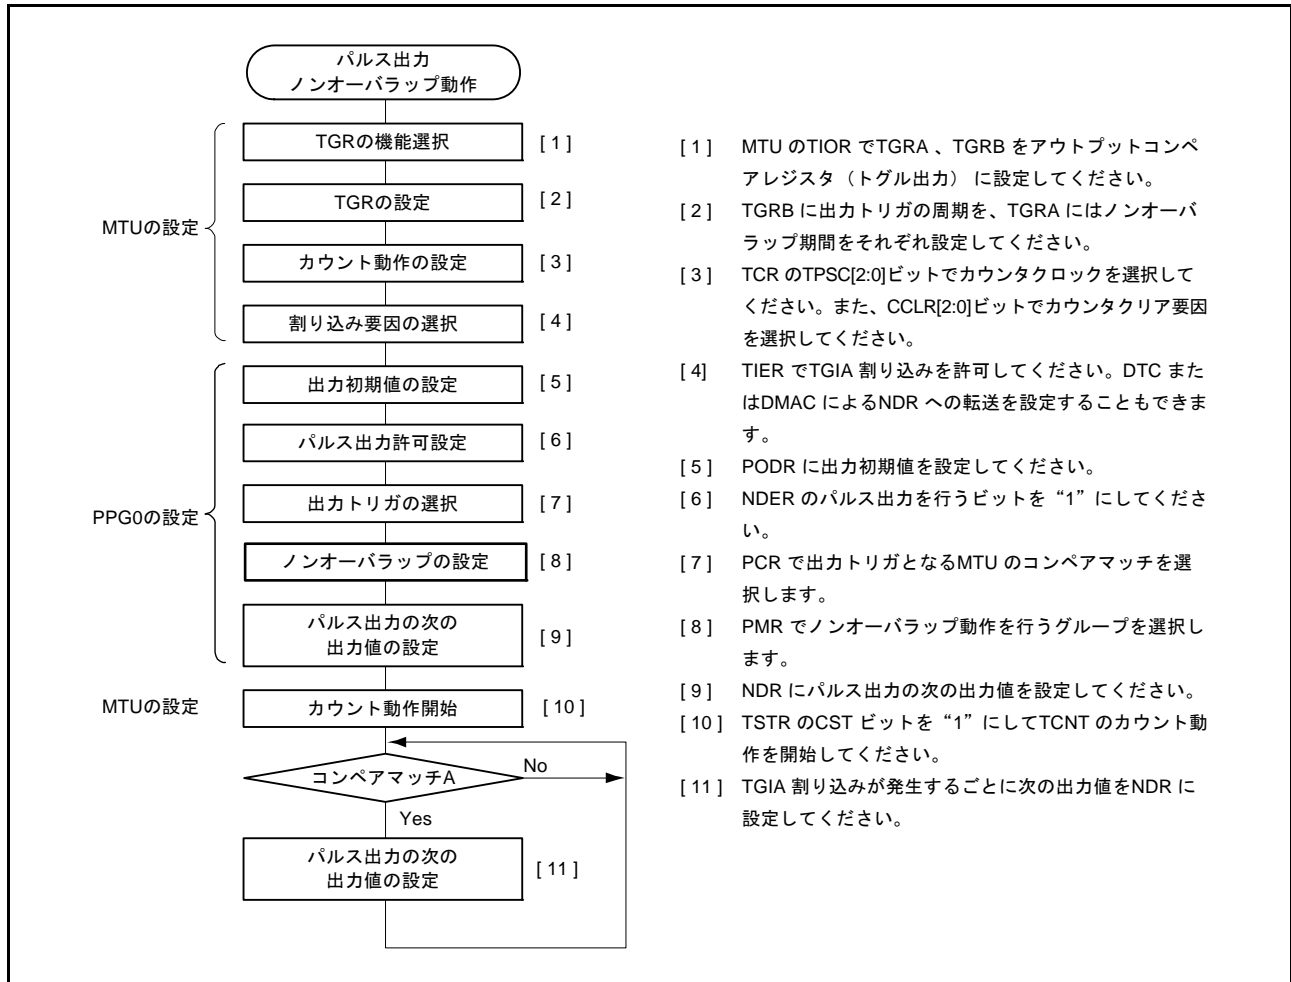 パルス出力
ノンオーバラップ動作
MTUの設定
TGRの機能選択 [ 1 ]
TGRの設定 [ 2 ]
カウント動作の設定 [ 3 ]
割り込み要因の選択 [ 4 ]
PPG0の設定
出力初期値の設定 [ 5 ]
パルス出力許可設定 [ 6 ]
出力トリガの選択 [ 7 ]
ノンオーバラップの設定 [ 8 ]
パルス出力の次の
出力値の設定 [ 9 ]
MTUの設定
カウント動作開始 [ 10 ]
コンペアマッチA
No
Yes
パルス出力の次の
出力値の設定 [ 11 ]
[ 1 ] MTU のTIOR でTGRA 、TGRB をアウトプットコンペ
アレジスタ（トグル出力） に設定してください。
[ 2 ] TGRB に出力トリガの周期を、TGRA にはノンオーバ
ラップ期間をそれぞれ設定してください。
[ 3 ] TCR のTPSC[2:0]ビットでカウンタクロックを選択して
ください。また、CCLR[2:0]ビットでカウンタクリア要因
を選択してください。
[ 4] TIER でTGIA 割り込みを許可してください。DTC また
はDMAC によるNDR への転送を設定することもできま
す。
[ 5 ] PODR に出力初期値を設定してください。
[ 6 ] NDER のパルス出力を行うビットを“1”にしてくださ
い。
[ 7 ] PCR で出力トリガとなるMTU のコンペアマッチを選
択します。
[ 8 ] PMR でノンオーバラップ動作を行うグループを選択し
ます。
[ 9 ] NDR にパルス出力の次の出力値を設定してください。
[ 10 ] TSTR のCST ビットを“1”にしてTCNT のカウント動
作を開始してください。
[ 11 ] TGIA 割り込みが発生するごとに次の出力値をNDR に
設定してください。